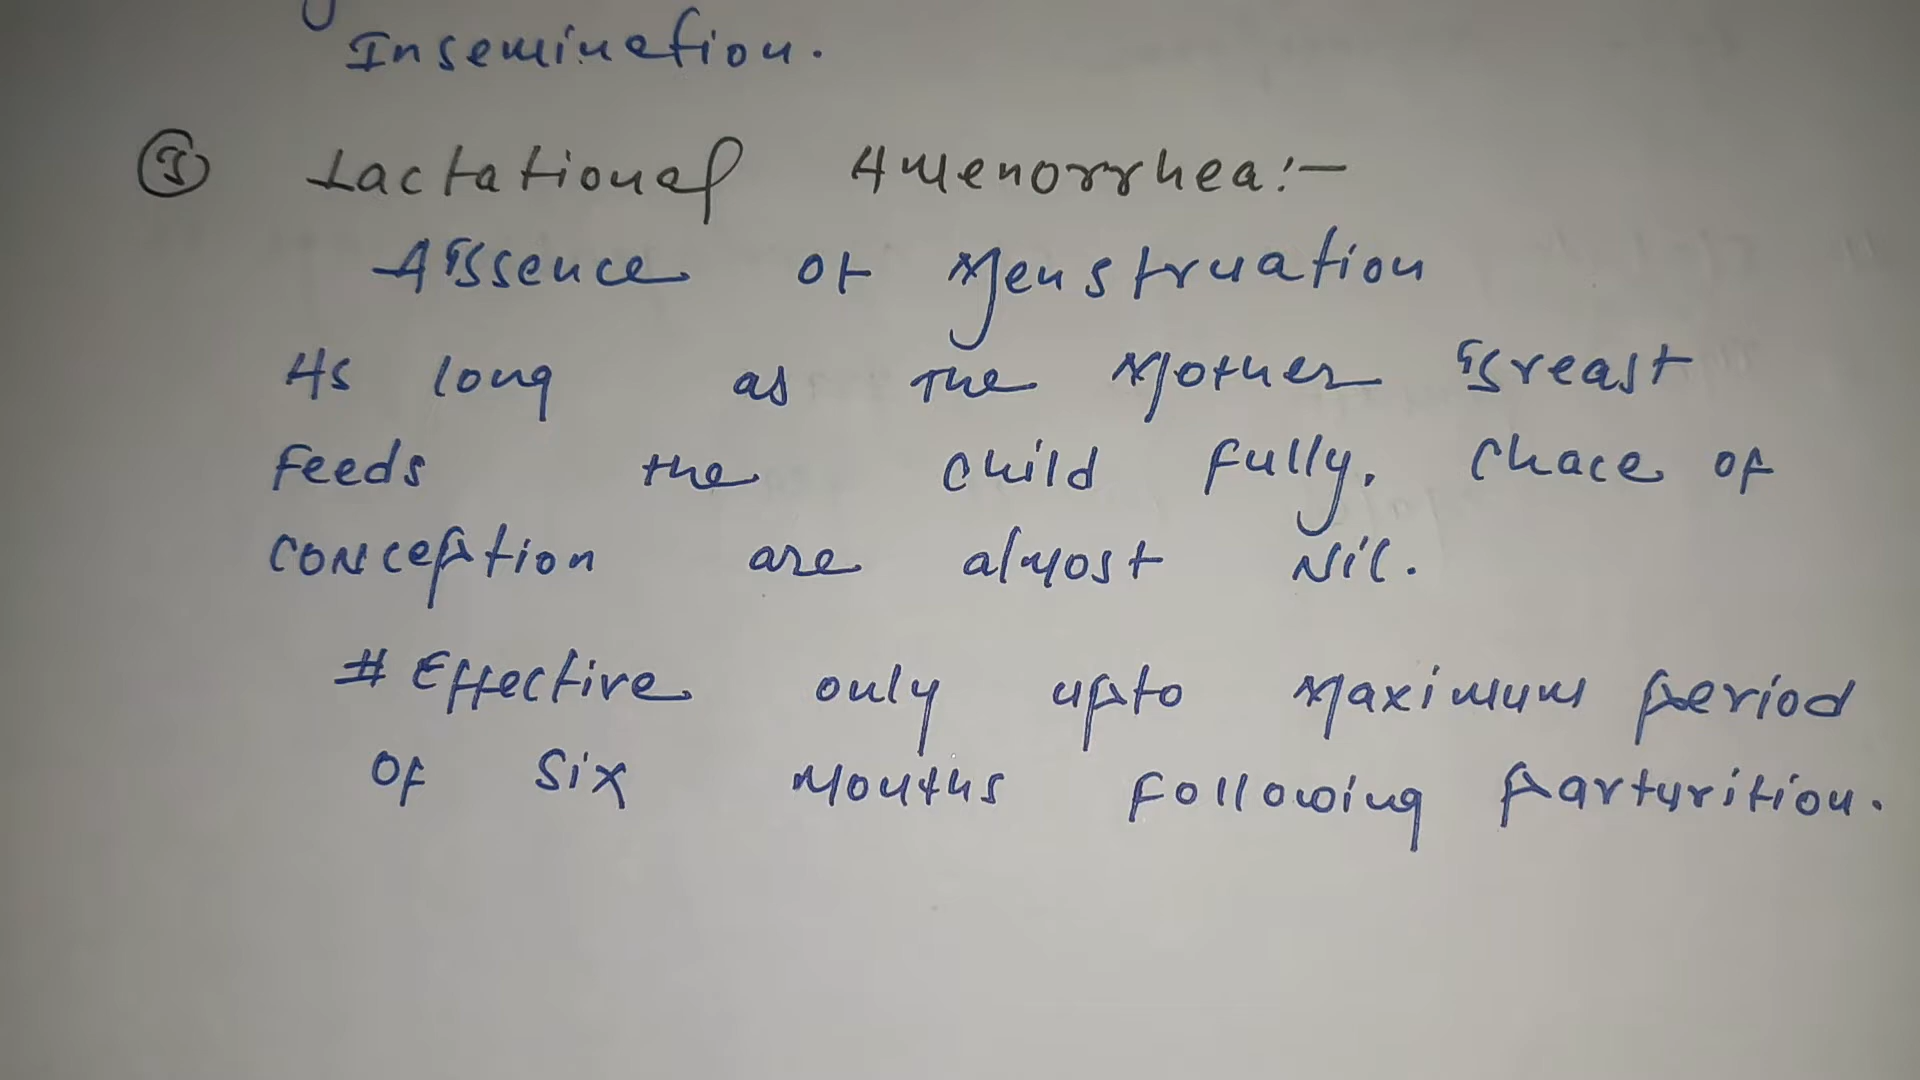 Insemination.
③ Lactational Amenorrhea:-
Absence of Menstruation
As long as the Mother Breast
feeds the child fully. Chace of
conception are almost Nil.
# Effective only upto Maximum period
of six Months following parturition.